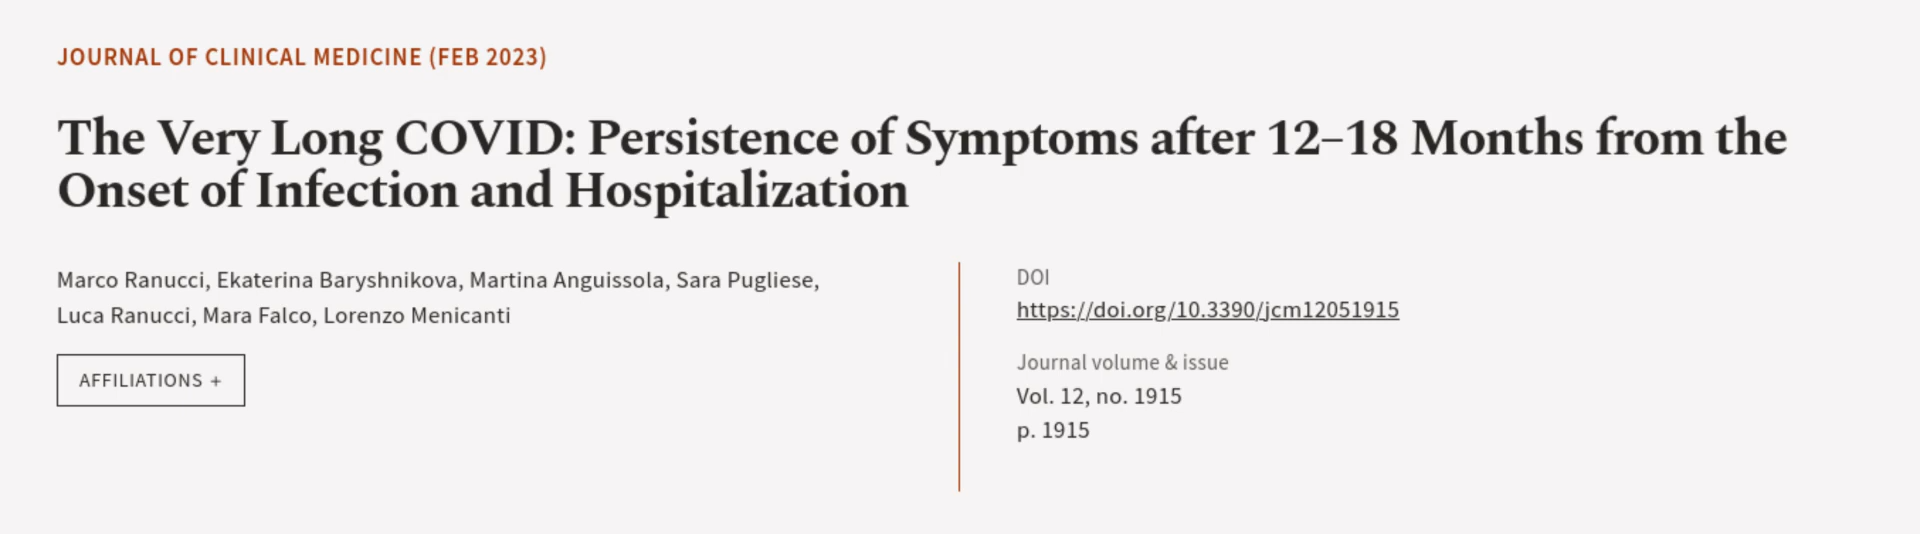 JOURNAL OF CLINICAL MEDICINE (FEB 2023)
The Very Long COVID: Persistence of Symptoms after 12–18 Months from the
Onset of Infection and Hospitalization
Marco Ranucci, Ekaterina Baryshnikova, Martina Anguissola, Sara Pugliese,
Luca Ranucci, Mara Falco, Lorenzo Menicanti
AFFILIATIONS +
DOI
https://doi.org/10.3390/jcm12051915
Journal volume & issue
Vol. 12, no. 1915
p. 1915